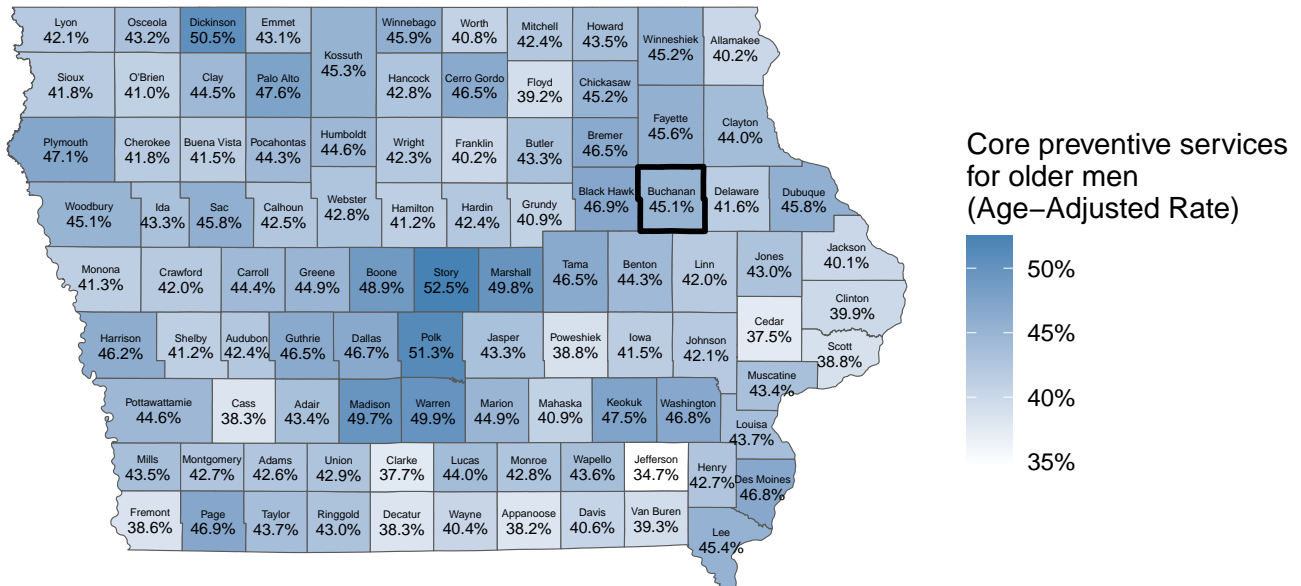 Lyon
42.1%
Osceola
43.2%
Dickinson
50.5%
Emmet
43.1%
Kossuth
45.3%
Winnebago
45.9%
Worth
40.8%
Mitchell
42.4%
Howard
43.5%
Winneshiek
45.2%
Allamakee
40.2%
Sioux
41.8%
O'Brien
41.0%
Clay
44.5%
Palo Alto
47.6%
Hancock
42.8%
Cerro Gordo
46.5%
Floyd
39.2%
Chickasaw
45.2%
Plymouth
47.1%
Cherokee
41.8%
Buena Vista
41.5%
Pocahontas
44.3%
Humboldt
44.6%
Wright
42.3%
Franklin
40.2%
Butler
43.3%
Bremer
46.5%
Fayette
45.6%
Clayton
44.0%
Woodbury
45.1%
Ida
43.3%
Sac
45.8%
Calhoun
42.5%
Webster
42.8%
Hamilton
41.2%
Hardin
42.4%
Grundy
40.9%
Black Hawk
46.9%
Buchanan
45.1%
Delaware
41.6%
Dubuque
45.8%
Monona
41.3%
Crawford
42.0%
Carroll
44.4%
Greene
44.9%
Boone
48.9%
Story
52.5%
Marshall
49.8%
Tama
46.5%
Benton
44.3%
Linn
42.0%
Jones
43.0%
Jackson
40.1%
Clinton
39.9%
Harrison
46.2%
Shelby
41.2%
Audubon
42.4%
Guthrie
46.5%
Dallas
46.7%
Polk
51.3%
Jasper
43.3%
Poweshiek
38.8%
Iowa
41.5%
Johnson
42.1%
Cedar
37.5%
Scott
38.8%
Muscatine
43.4%
Pottawattamie
44.6%
Cass
38.3%
Adair
43.4%
Madison
49.7%
Warren
49.9%
Marion
44.9%
Mahaska
40.9%
Keokuk
47.5%
Washington
46.8%
Louisa
43.7%
Mills
43.5%
Montgomery
42.7%
Adams
42.6%
Union
42.9%
Clarke
37.7%
Lucas
44.0%
Monroe
42.8%
Wapello
43.6%
Jefferson
34.7%
Henry
42.7%
Des Moines
46.8%
Fremont
38.6%
Page
46.9%
Taylor
43.7%
Ringgold
43.0%
Decatur
38.3%
Wayne
40.4%
Appanoose
38.2%
Davis
40.6%
Van Buren
39.3%
Lee
45.4%
Core preventive services
for older men
(Age−Adjusted Rate)
50%
45%
40%
35%